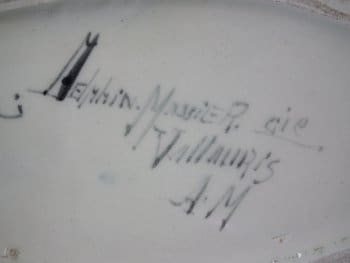 Delphin. Massier. cie
Vallauris
A.M